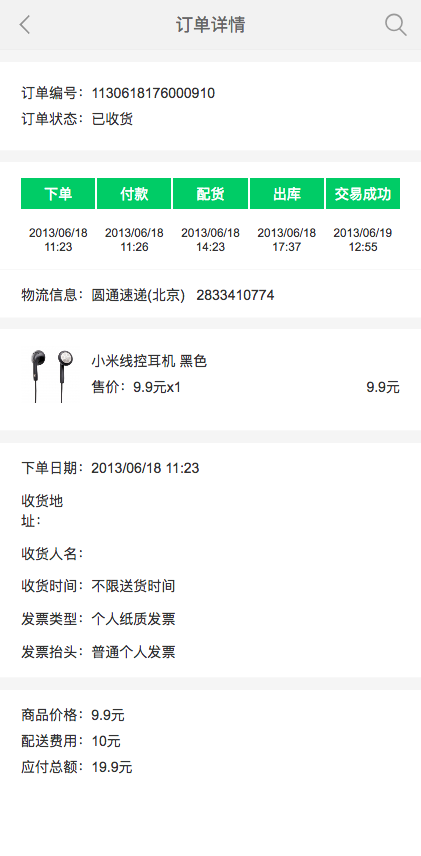 订单详情
订单编号：1130618176000910
订单状态：已收货
下单 付款 配货 出库 交易成功
2013/06/18 2013/06/18 2013/06/18 2013/06/18 2013/06/19
11:23 11:26 14:23 17:37 12:55
物流信息：圆通速递(北京) 2833410774
小米线控耳机 黑色
售价：9.9元x1 9.9元
下单日期：2013/06/18 11:23
收货地
址：
收货人名：
收货时间：不限送货时间
发票类型：个人纸质发票
发票抬头：普通个人发票
商品价格：9.9元
配送费用：10元
应付总额：19.9元